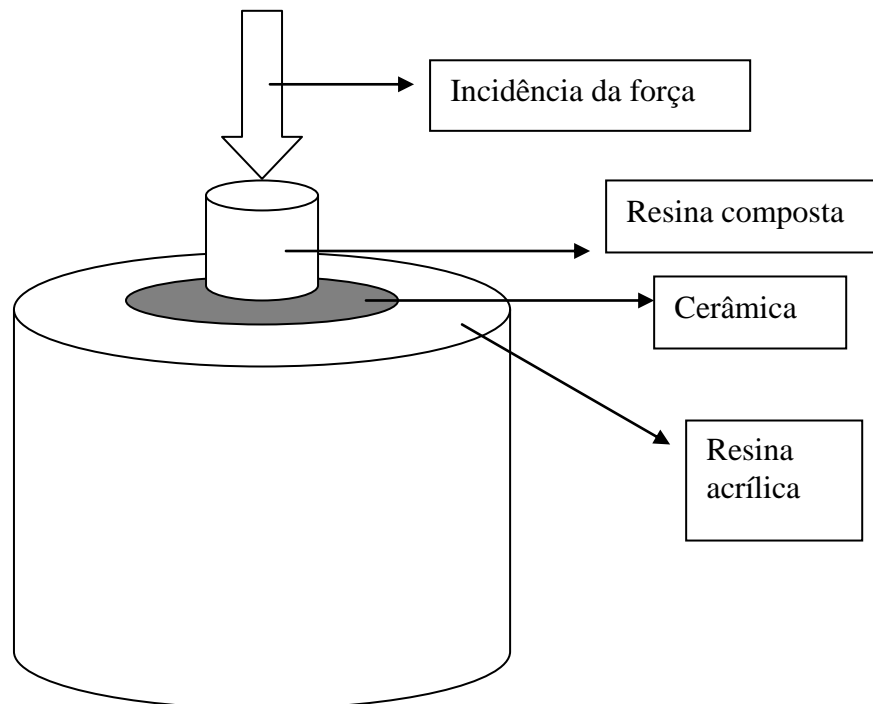 Incidência da força
Resina composta
Cerâmica
Resina
acrílica